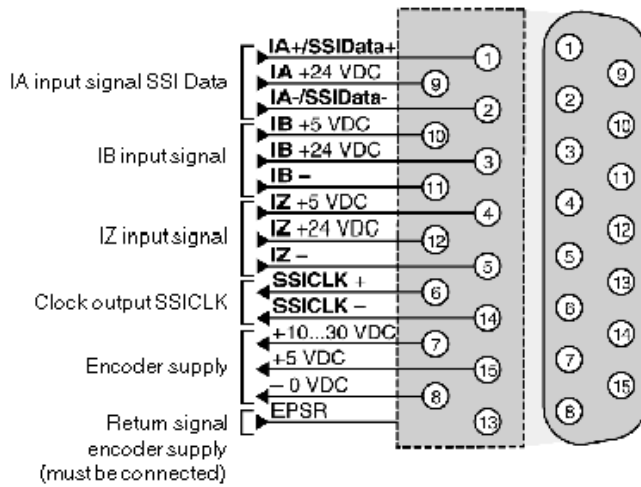 IA+/SSIData+ 1
IA +24 VDC 9
IA input signal SSI Data
IA-/SSIData- 2
IB +5 VDC 10
IB input signal
IB +24 VDC 3
IB – 11
IZ +5 VDC 4
IZ input signal
IZ +24 VDC 12
IZ – 5
SSICLK + 6
Clock output SSICLK
SSICLK – 14
+10...30 VDC 7
Encoder supply
+5 VDC 15
– 0 VDC 8
Return signal
encoder supply
(must be connected)
EPSR 13
1
9
2
10
3
11
4
12
5
13
6
14
7
15
8